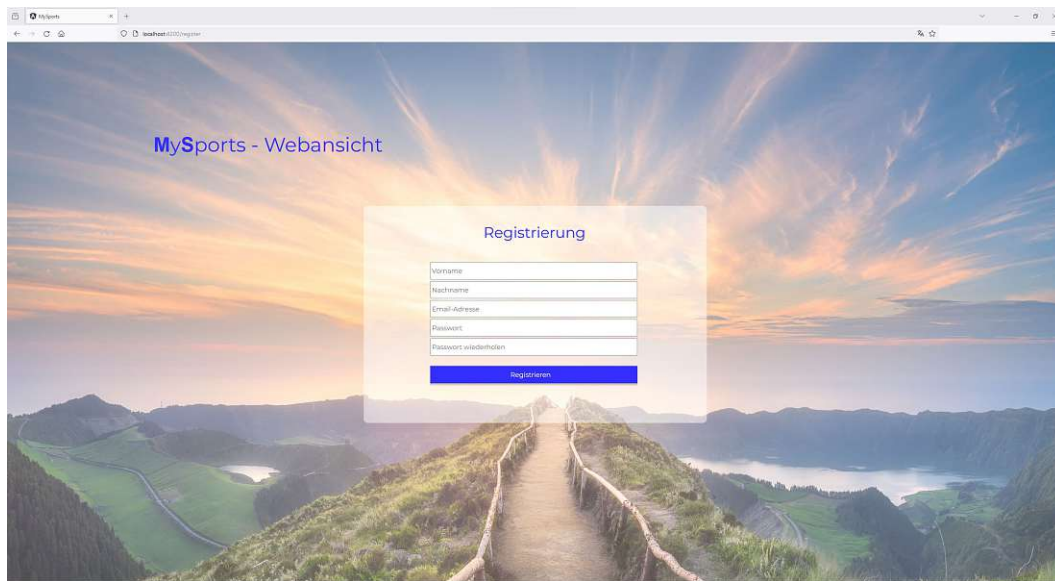 MySports
localhost:4200/register
MySports - Webansicht
Registrierung
Vorname
Nachname
Email-Adresse
Passwort
Passwort wiederholen
Registrieren